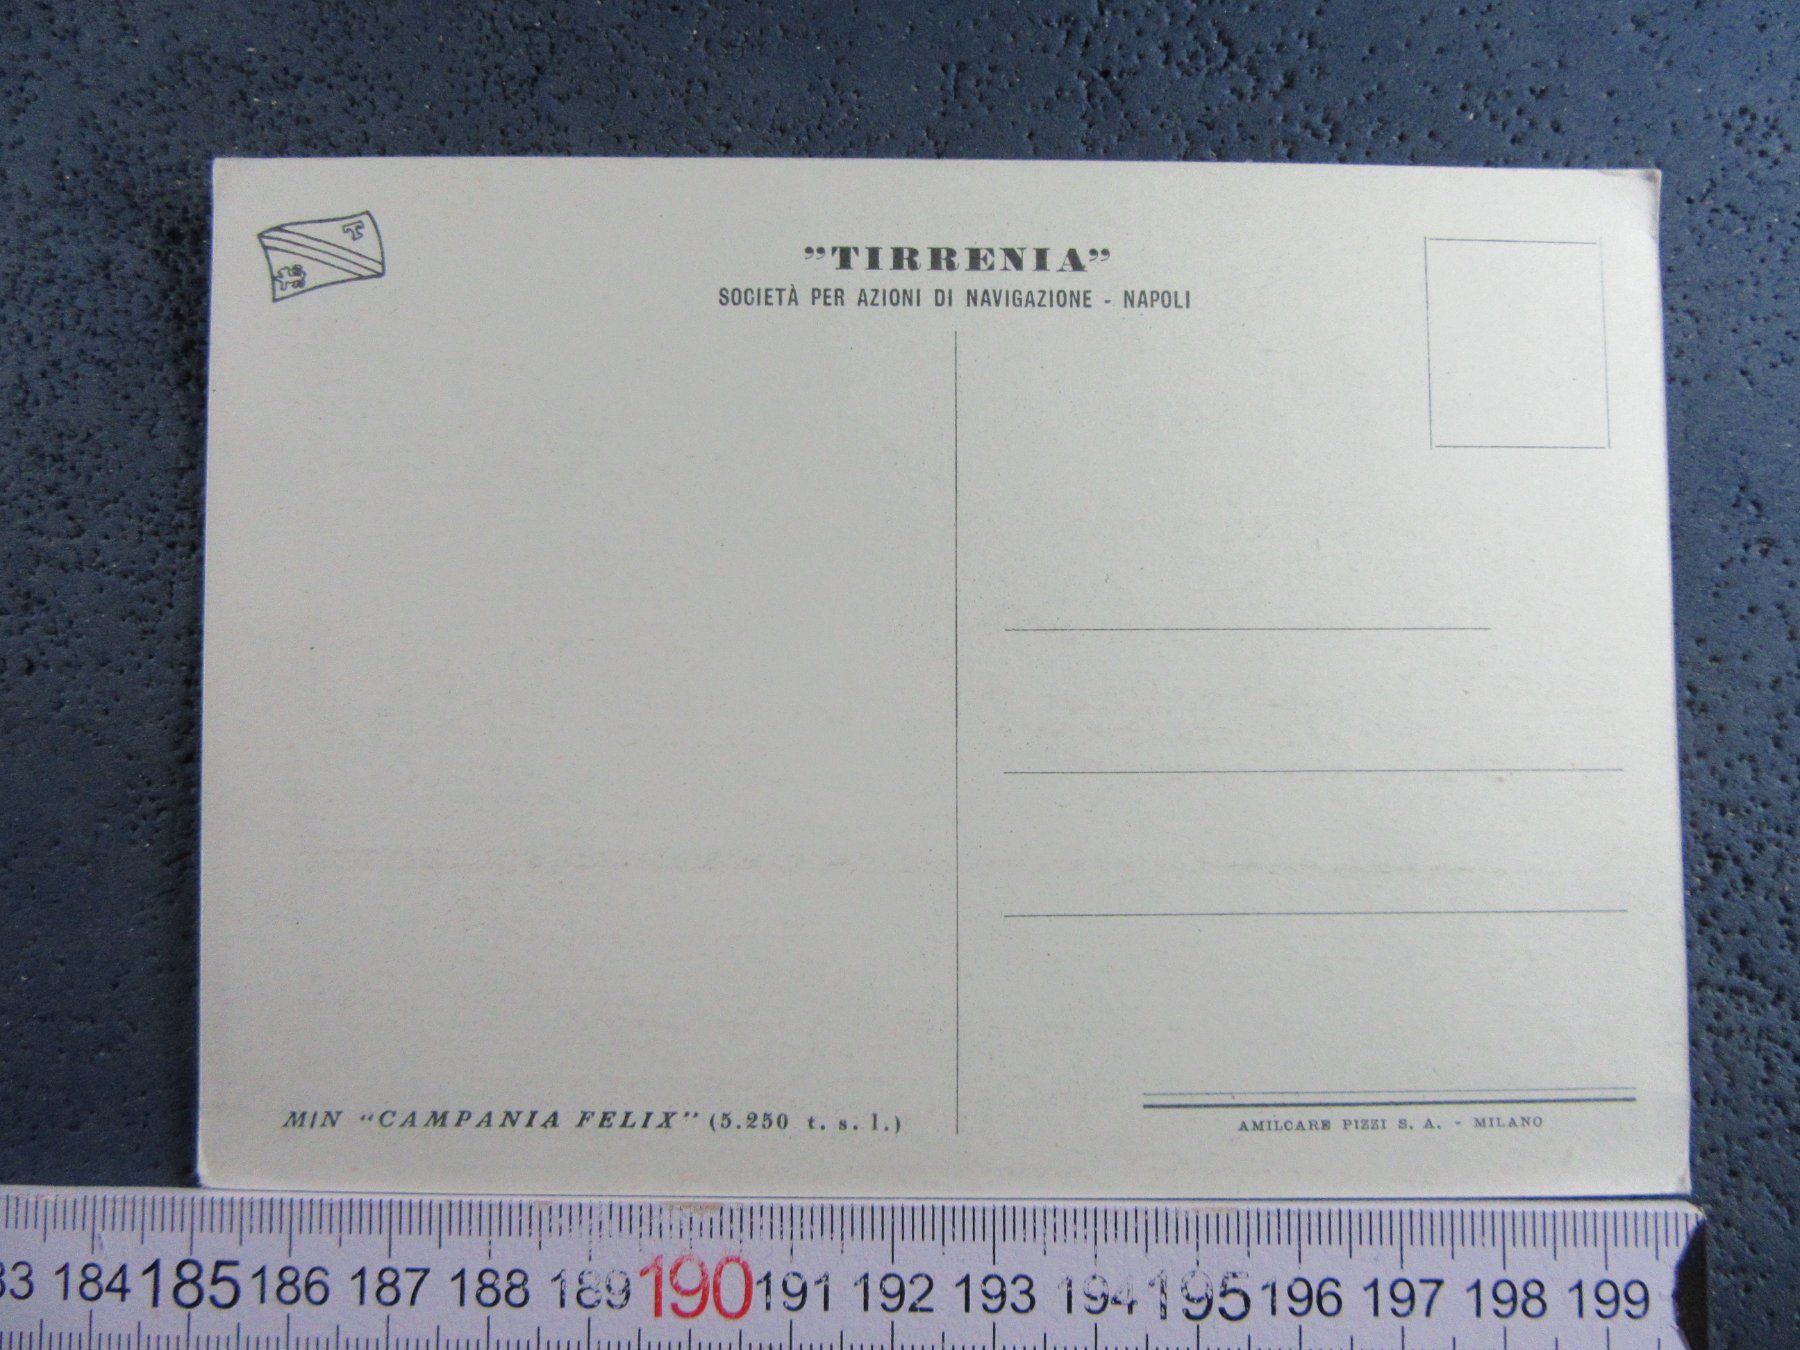 T
”TIRRENIA”
SOCIETÀ PER AZIONI DI NAVIGAZIONE - NAPOLI
M/N “CAMPANIA FELIX” (5.250 t. s. l.)
AMILCARE PIZZI S. A. - MILANO
184 185 186 187 188 189 190 191 192 193 194 195 196 197 198 199